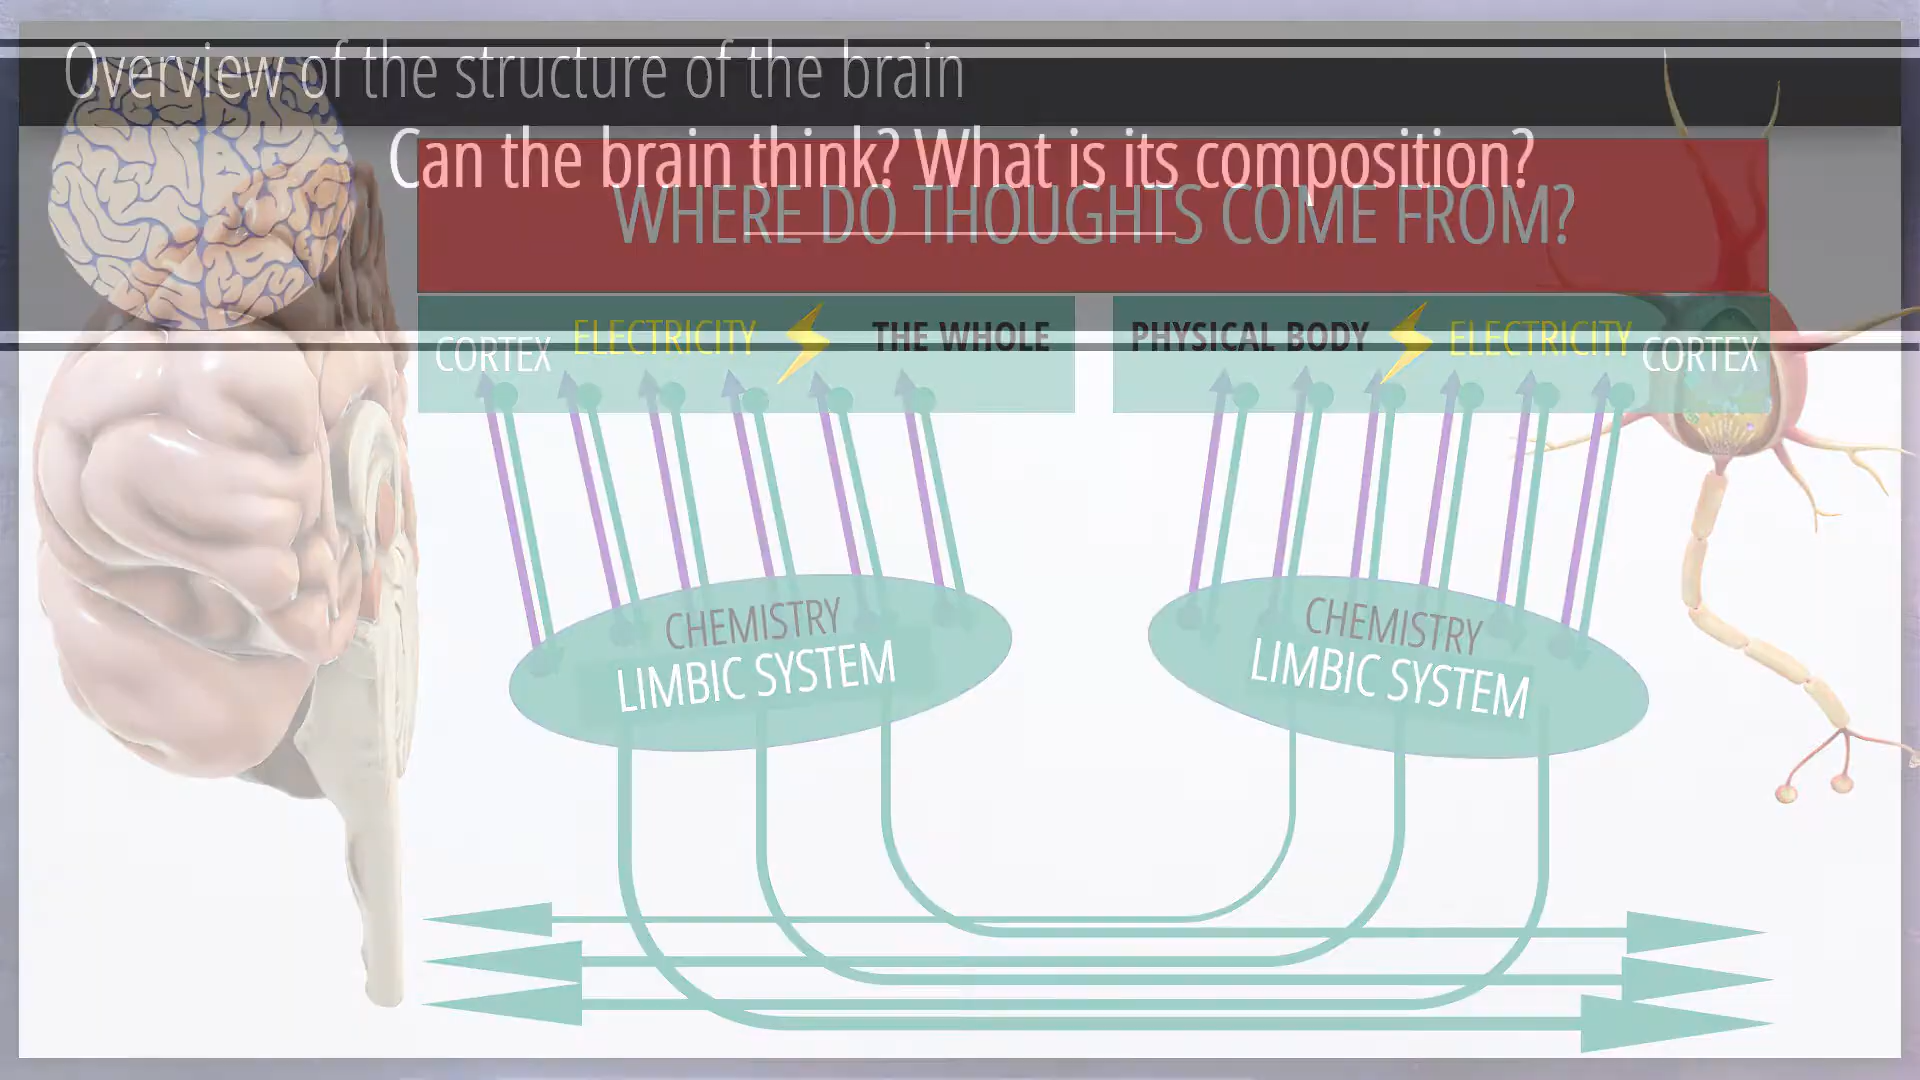 Overview of the structure of the brain
Can the brain think? What is its composition?
WHERE DO THOUGHTS COME FROM?
CORTEX ELECTRICITY THE WHOLE
PHYSICAL BODY ELECTRICITY CORTEX
CHEMISTRY
LIMBIC SYSTEM
CHEMISTRY
LIMBIC SYSTEM